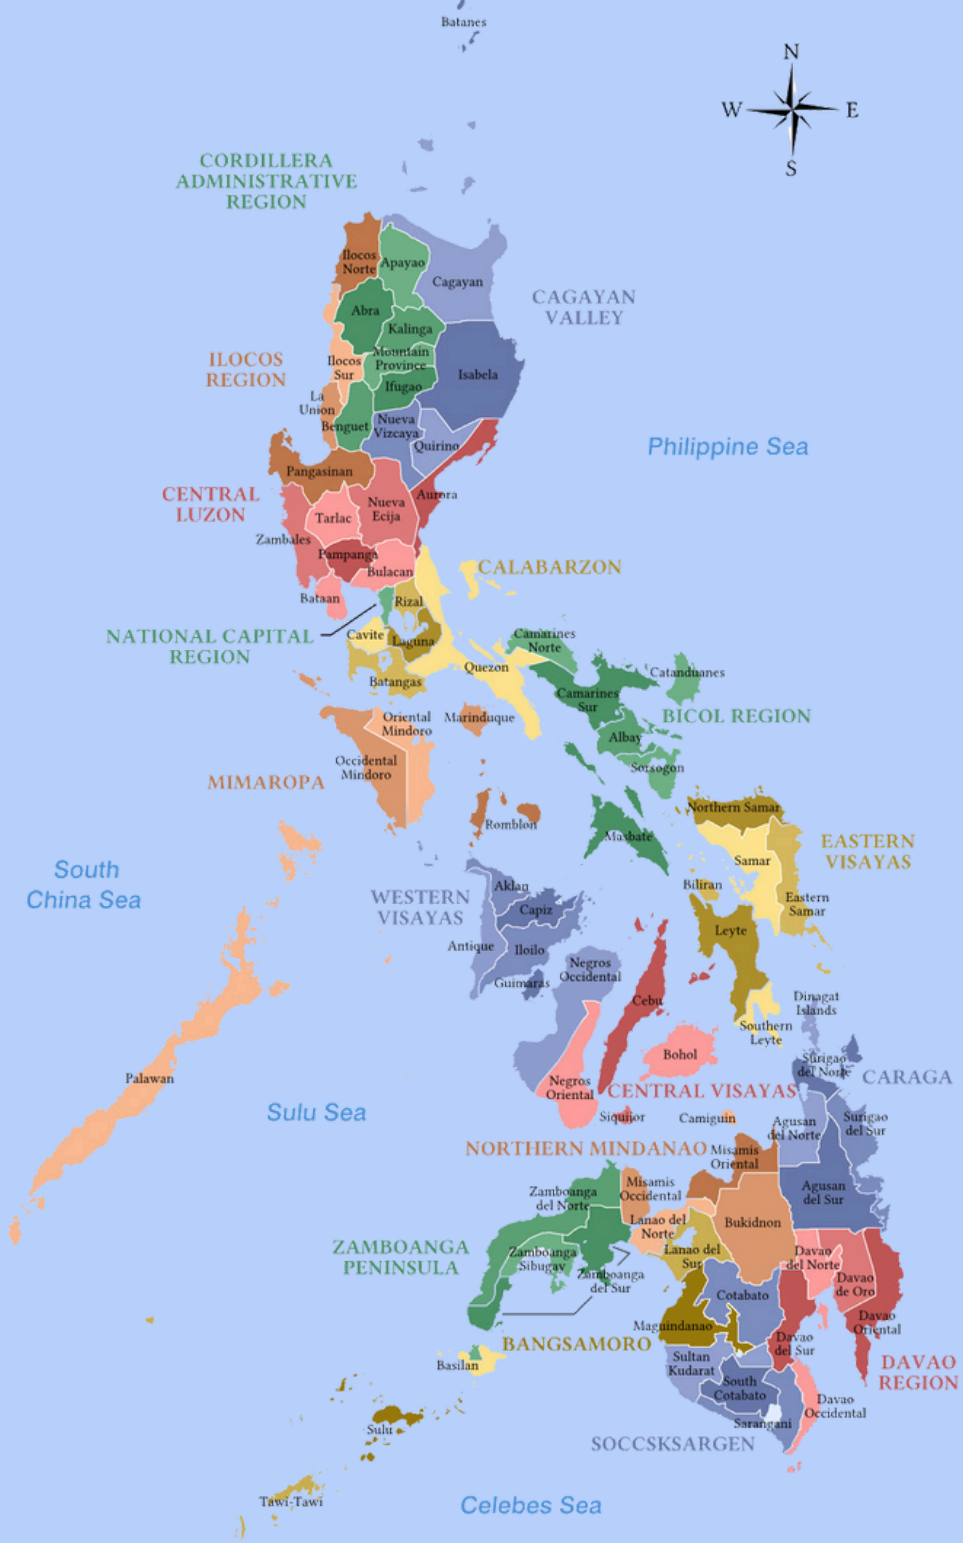 Batanes
N
W
E
S
CORDILLERA
ADMINISTRATIVE
REGION
Ilocos
Norte
Apayao
Cagayan
CAGAYAN
VALLEY
Abra
Kalinga
ILOCOS
REGION
Ilocos
Sur
Mountain
Province
Isabela
Ifugao
La
Union
Benguet
Nueva
Vizcaya
Quirino
Philippine Sea
Pangasinan
CENTRAL
LUZON
Aurora
Nueva
Ecija
Tarlac
Zambales
Pampanga
Bulacan
CALABARZON
Bataan
Rizal
NATIONAL CAPITAL
REGION
Cavite
Laguna
Camarines
Norte
Quezon
Catanduanes
Batangas
Camarines
Sur
Oriental
Mindoro
Marinduque
BICOL REGION
Albay
Occidental
Mindoro
Sorsogon
MIMAROPA
Romblon
Masbate
Northern Samar
EASTERN
VISAYAS
Samar
South
China Sea
WESTERN
VISAYAS
Aklan
Biliran
Capiz
Eastern
Samar
Leyte
Antique
Iloilo
Negros
Occidental
Guimaras
Cebu
Dinagat
Islands
Southern
Leyte
Bohol
Surigao
del Norte
CARAGA
Palawan
Negros
Oriental
CENTRAL VISAYAS
Sulu Sea
Siquijor
Camiguin
Agusan
del Norte
Surigao
del Sur
NORTHERN MINDANAO
Misamis
Oriental
Zamboanga
del Norte
Misamis
Occidental
Agusan
del Sur
Lanao del
Norte
Bukidnon
ZAMBOANGA
PENINSULA
Zamboanga
Sibugay
Lanao del
Sur
Davao
del Norte
Zamboanga
del Sur
Davao
de Oro
Cotabato
Maguindanao
Davao
Oriental
BANGSAMORO
Davao
del Sur
Basilan
Sultan
Kudarat
DAVAO
REGION
South
Cotabato
Davao
Occidental
Sulu
Sarangani
SOCCSKSARGEN
Tawi-Tawi
Celebes Sea